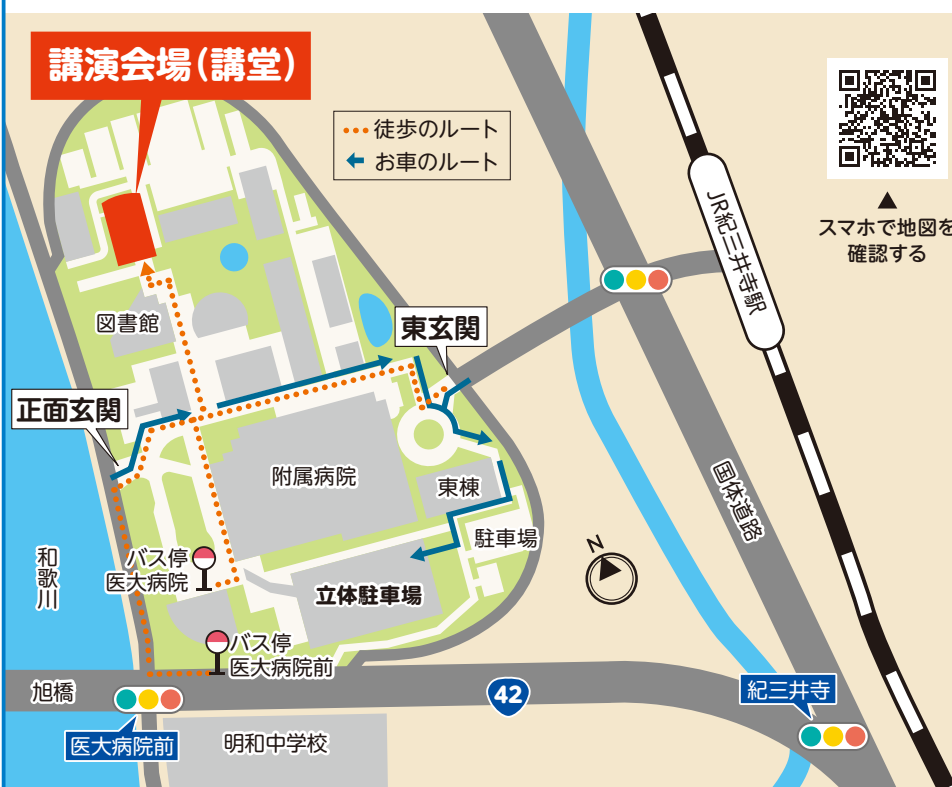 講演会場(講堂)
徒歩のルート
お車のルート
JR紀三井寺駅
▲
スマホで地図を
確認する
図書館
東玄関
正面玄関
附属病院
東棟
国体道路
駐車場
N
和歌川
バス停
医大病院
立体駐車場
バス停
医大病院前
旭橋
42
紀三井寺
医大病院前
明和中学校